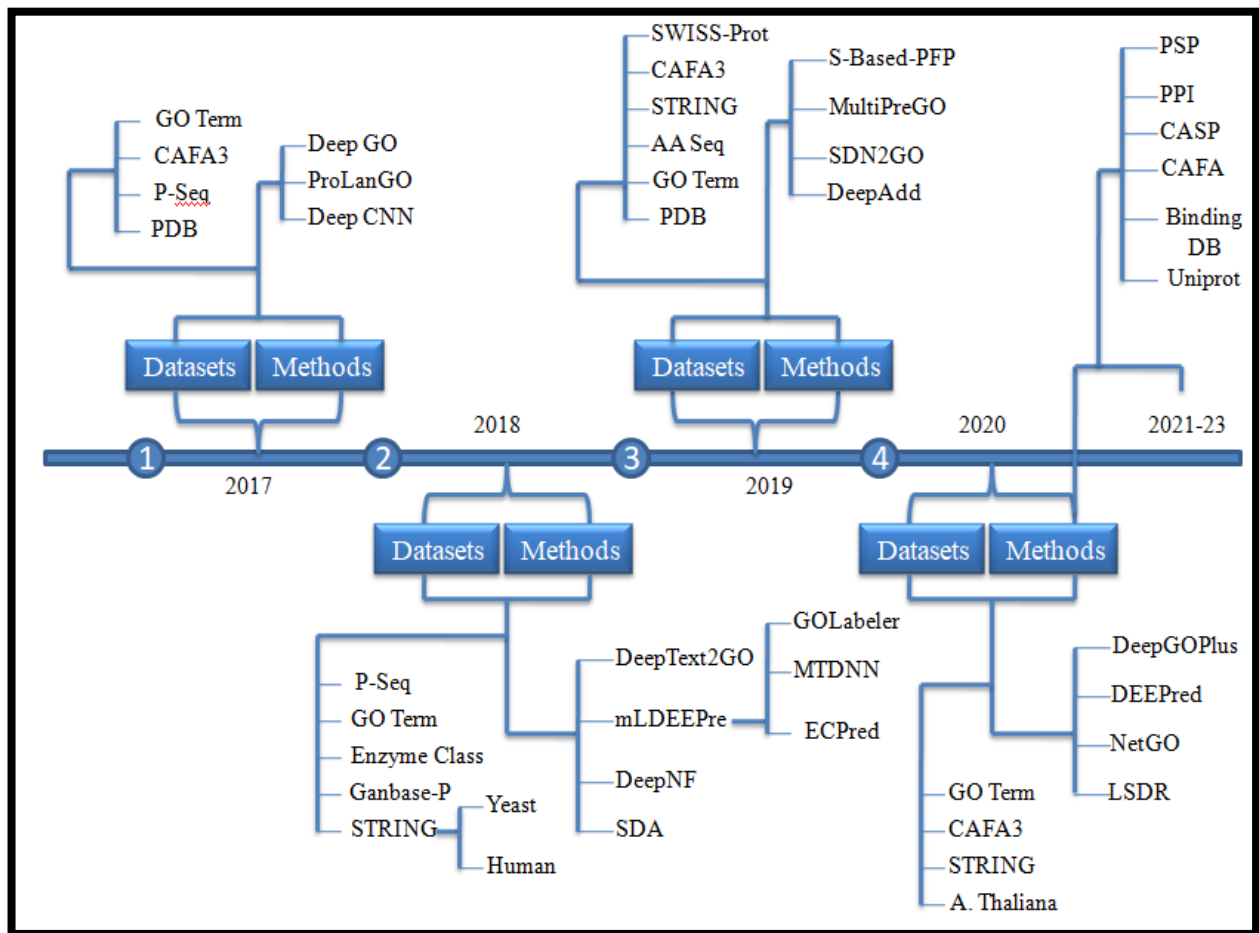 GO Term
CAFA3
P-Seq
PDB
Deep GO
ProLanGO
Deep CNN
Datasets
Methods
1
2017
SWISS-Prot
CAFA3
STRING
AA Seq
GO Term
PDB
S-Based-PFP
MultiPreGO
SDN2GO
DeepAdd
Datasets
Methods
3
2019
PSP
PPI
CASP
CAFA
Binding
DB
Uniprot
2021-23
2018
2
Datasets
Methods
P-Seq
GO Term
Enzyme Class
Ganbase-P
STRING
Yeast
Human
DeepText2GO
mLDEEPre
DeepNF
SDA
GOLabeler
MTDNN
ECPred
2020
4
Datasets
Methods
GO Term
CAFA3
STRING
A. Thaliana
DeepGOPlus
DEEPred
NetGO
LSDR